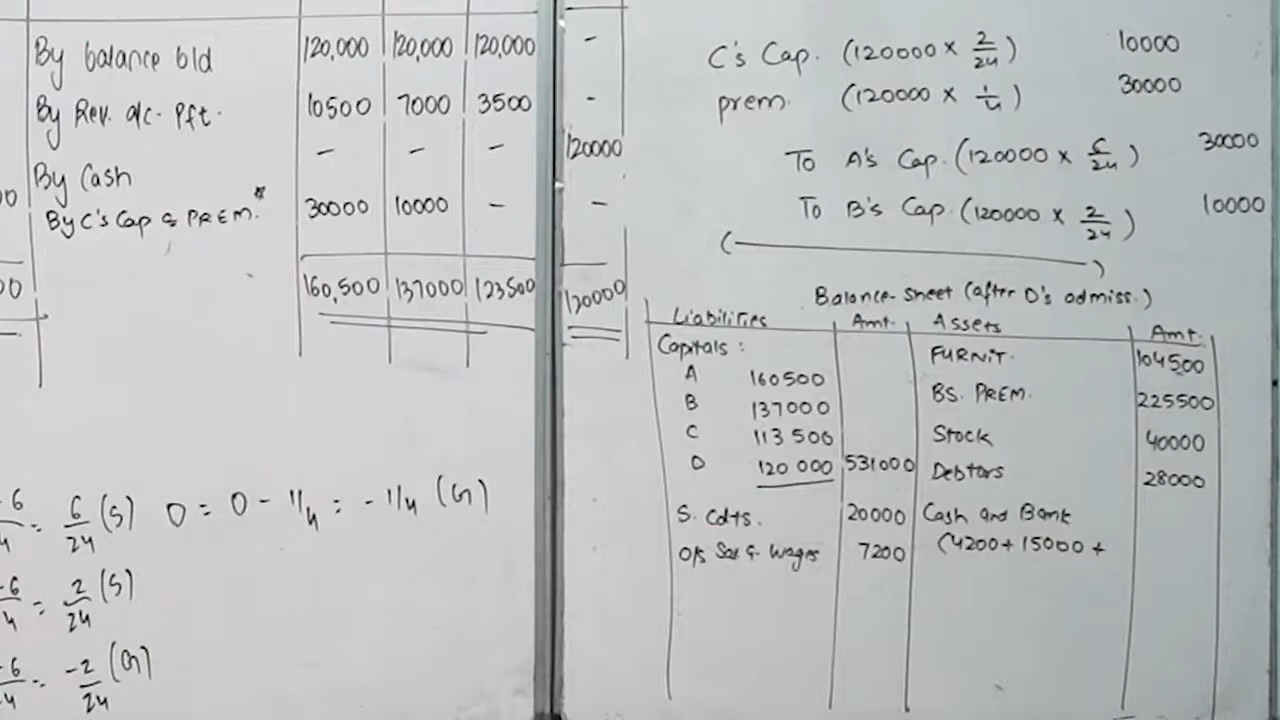 By balance b/d 120,000 120,000 120,000 -
By Rev. a/c. Pft. 10500 7000 3500 -
By Cash - - - 120000
By C's Cap & PREM.* 30000 10000 - -
160,500 137000 123500 120000
6/24 (S) 0 = 0 - 1/4 = - 1/4 (G)
= 2/24 (S)
= -2/24 (G)
C's Cap. (120000 × 2/24) 10000
prem. (120000 × 1/4) 30000
To A's Cap. (120000 × 6/24) 30000
To B's Cap (120000 × 2/24) 10000
Balance-Sheet (after D's admiss.)
Liabilities Amt. Assets Amt.
Capitals : FURNIT. 104500
A 160500
B 137000 BS. PREM. 225500
C 113500 Stock 40000
D 120 000 531000 Debtors 28000
S. Cdts. 20000 Cash and Bank
O/s Sal & Wages 7200 (4200 + 15000 +